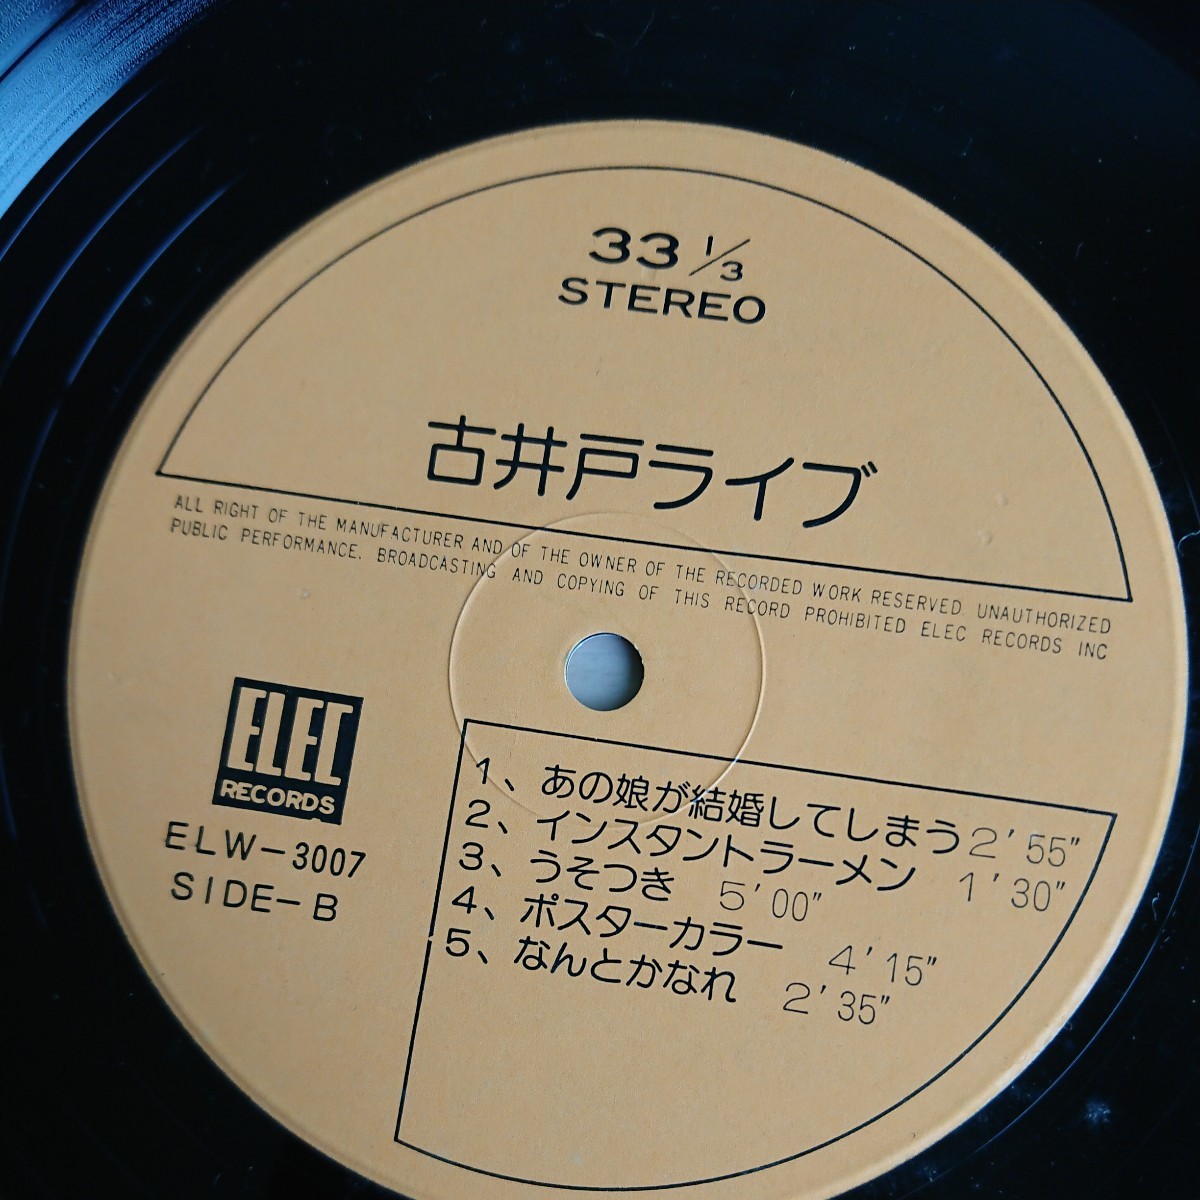 33 1/3
STEREO
古井戸ライブ
ALL RIGHT OF THE MANUFACTURER AND OF THE OWNER OF THE RECORDED WORK RESERVED. UNAUTHORIZED
PUBLIC PERFORMANCE. BROADCASTING AND COPYING OF THIS RECORD PROHIBITED ELEC RECORDS INC
ELEC
RECORDS
ELW-3007
SIDE-B
1、あの娘が結婚してしまう 2'55"
2、インスタントラーメン 1'30"
3、うそつき 5'00"
4、ポスターカラー 4'15"
5、なんとかなれ 2'35"